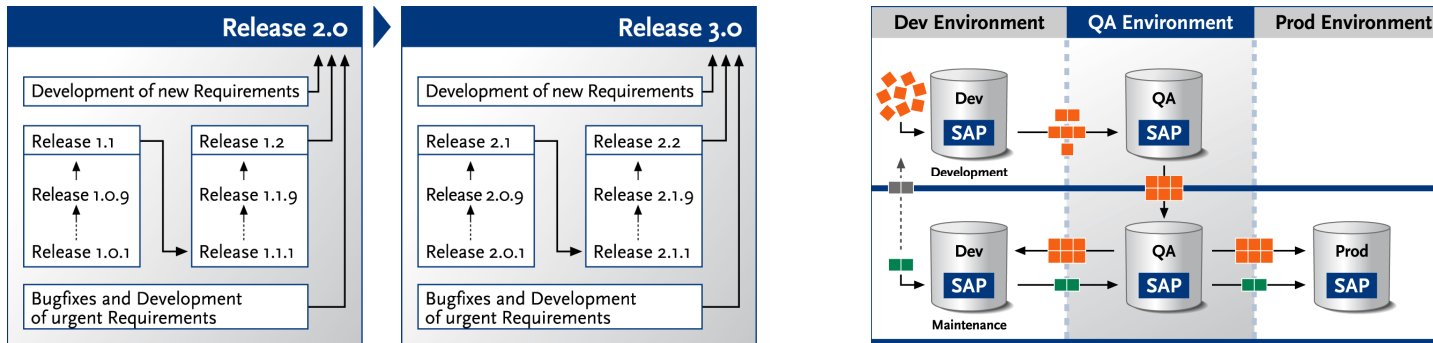 Release 2.0
Development of new Requirements
Release 1.1
Release 1.0.9
Release 1.0.1
Release 1.2
Release 1.1.9
Release 1.1.1
Bugfixes and Development
of urgent Requirements
Release 3.0
Development of new Requirements
Release 2.1
Release 2.0.9
Release 2.0.1
Release 2.2
Release 2.1.9
Release 2.1.1
Bugfixes and Development
of urgent Requirements
Dev Environment
QA Environment
Prod Environment
Dev
SAP
Development
QA
SAP
Dev
SAP
Maintenance
QA
SAP
Prod
SAP